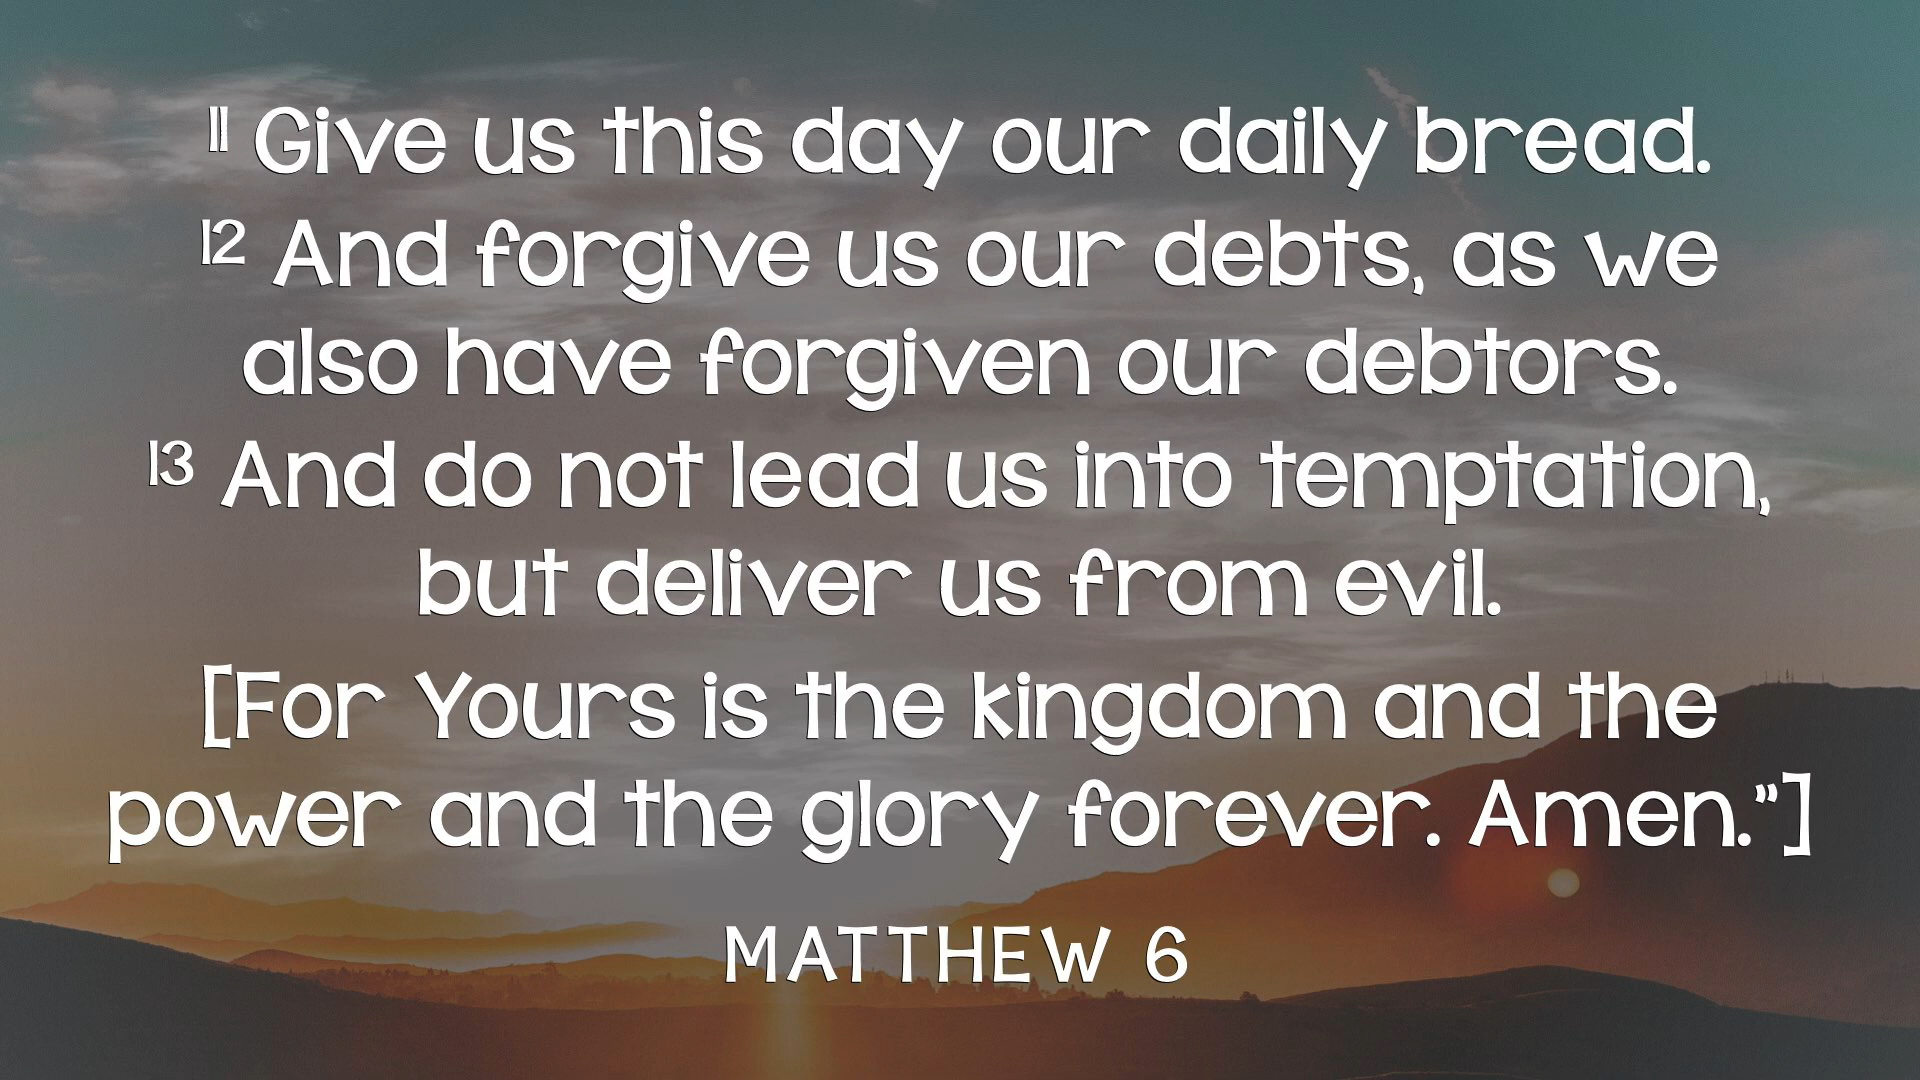 11 Give us this day our daily bread.
12 And forgive us our debts, as we
also have forgiven our debtors.
13 And do not lead us into temptation,
but deliver us from evil.
[For Yours is the kingdom and the
power and the glory forever. Amen.”]
MATTHEW 6